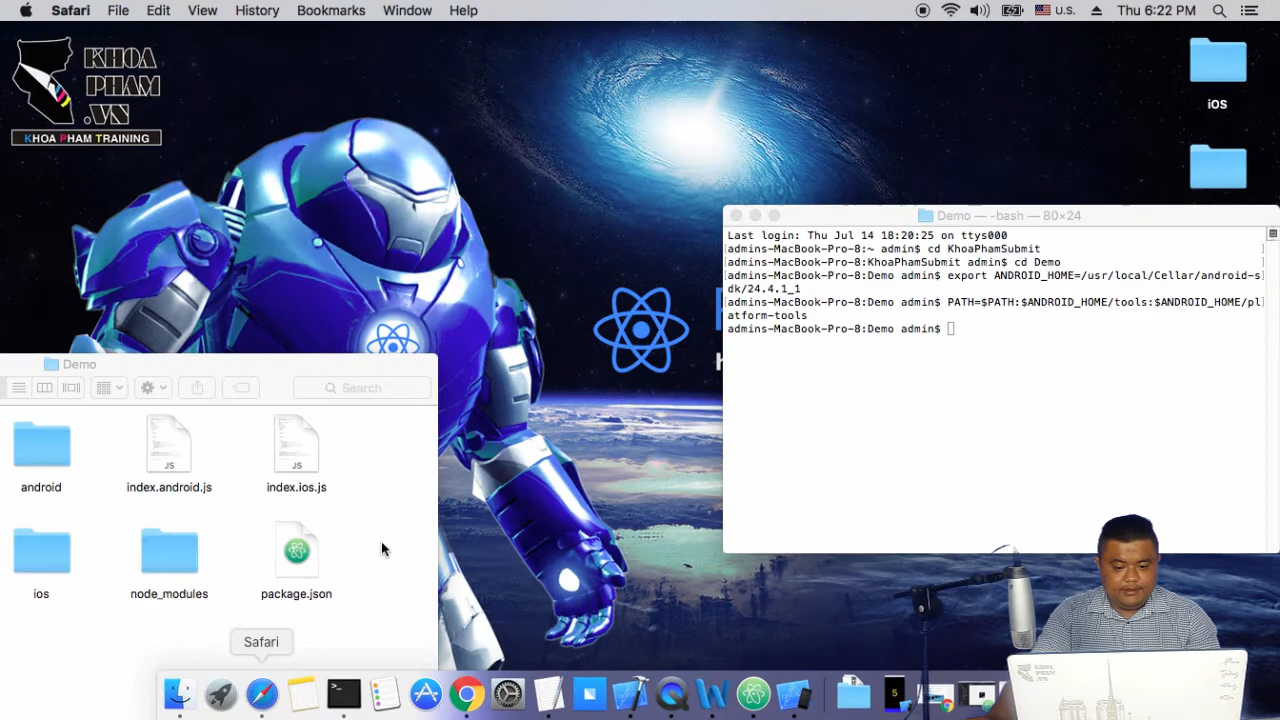 Safari File Edit View History Bookmarks Window Help
U.S. Thu 6:22 PM
KHOA
PHAM
.VN
KHOA PHAM TRAINING
iOS
Demo — -bash — 80×24
Last login: Thu Jul 14 18:20:25 on ttys000
[admins-MacBook-Pro-8:~ admin$ cd KhoaPhamSubmit ]
[admins-MacBook-Pro-8:KhoaPhamSubmit admin$ cd Demo ]
[admins-MacBook-Pro-8:Demo admin$ export ANDROID_HOME=/usr/local/Cellar/android-s]
dk/24.4.1_1
[admins-MacBook-Pro-8:Demo admin$ PATH=$PATH:$ANDROID_HOME/tools:$ANDROID_HOME/pl]
atform-tools
admins-MacBook-Pro-8:Demo admin$
Demo
Search
JS
JS
android
index.android.js
index.ios.js
ios
node_modules
package.json
Safari
5